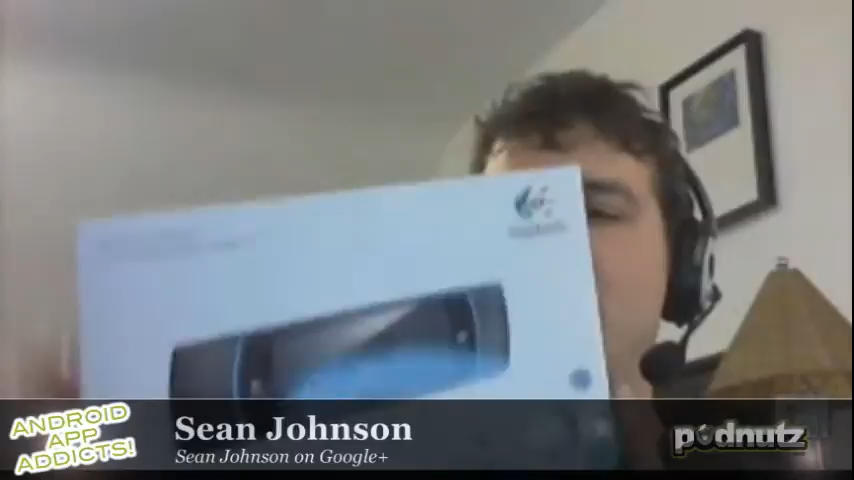 ANDROID
APP
ADDICTS!
Sean Johnson
Sean Johnson on Google+
podnutz